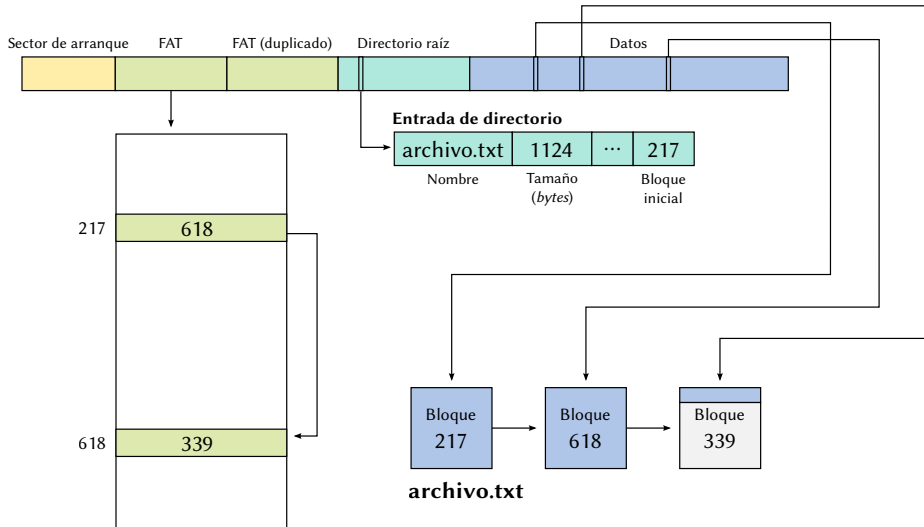 Sector de arranque
FAT
FAT (duplicado)
Directorio raíz
Datos
Entrada de directorio
archivo.txt
1124
...
217
Nombre
Tamaño
(bytes)
Bloque
inicial
217
618
618
339
Bloque
217
Bloque
618
Bloque
339
archivo.txt